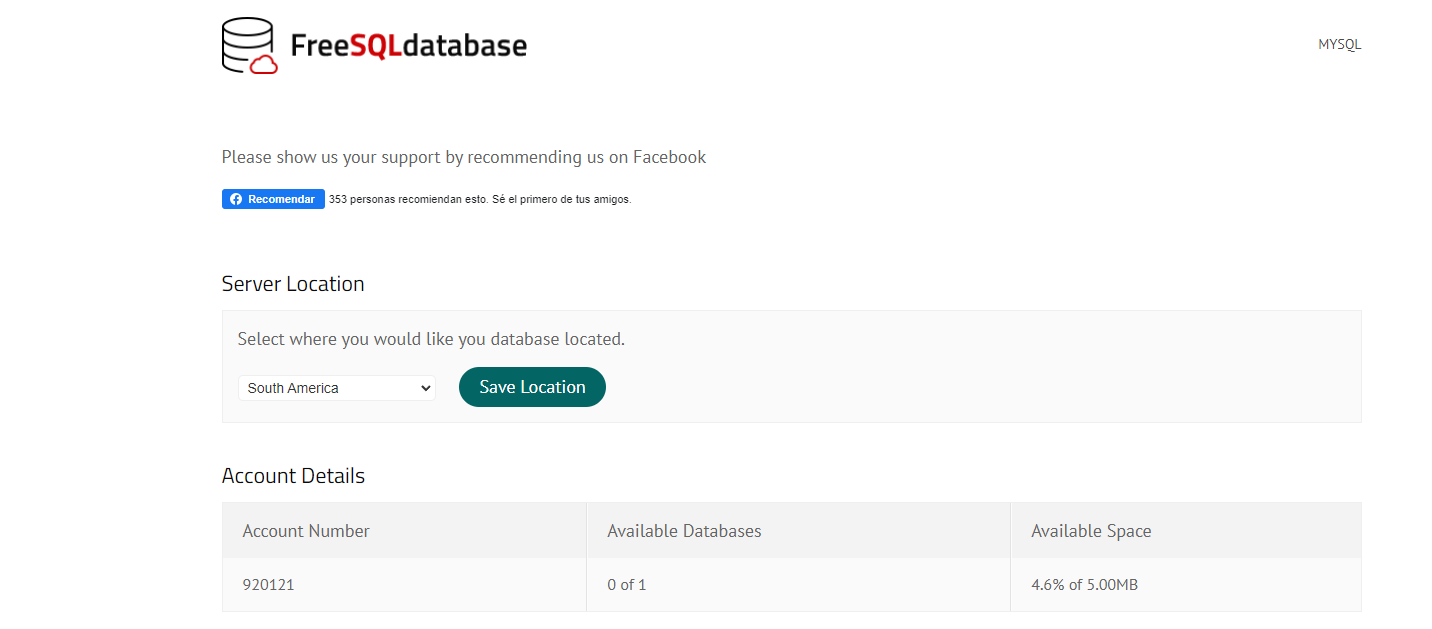 FreeSQLdatabase
MYSQL
Please show us your support by recommending us on Facebook
Recomendar 353 personas recomiendan esto. Sé el primero de tus amigos.
Server Location
Select where you would like you database located.
South America
Save Location
Account Details
Account Number Available Databases Available Space
920121 0 of 1 4.6% of 5.00MB